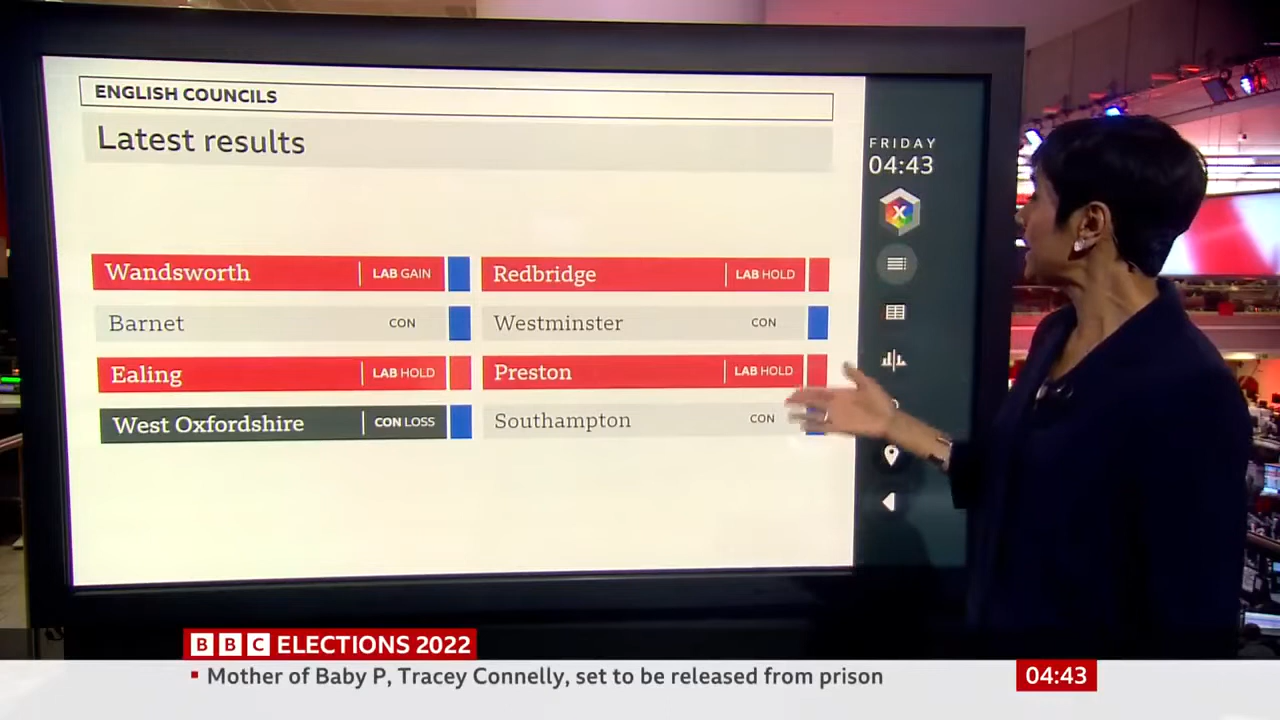 ENGLISH COUNCILS
Latest results
FRIDAY
04:43
X
Wandsworth LAB GAIN
Redbridge LAB HOLD
Barnet CON
Westminster CON
Ealing LAB HOLD
Preston LAB HOLD
West Oxfordshire CON LOSS
Southampton CON
BBC ELECTIONS 2022
Mother of Baby P, Tracey Connelly, set to be released from prison
04:43